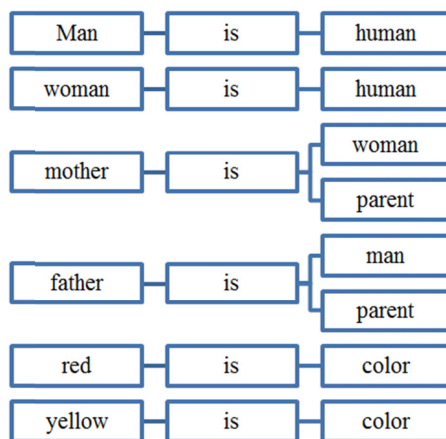 Man is human
woman is human
mother is woman
parent
father is man
parent
red is color
yellow is color